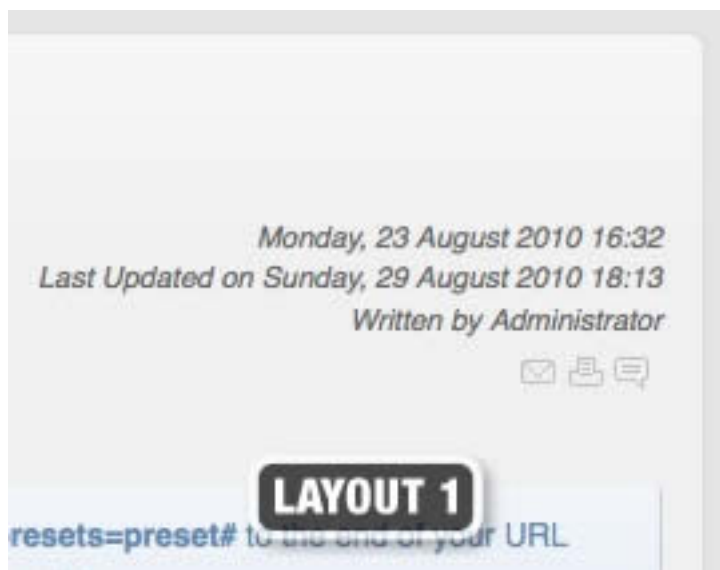 Monday, 23 August 2010 16:32
Last Updated on Sunday, 29 August 2010 18:13
Written by Administrator
LAYOUT 1
resets=preset# to the end of your URL